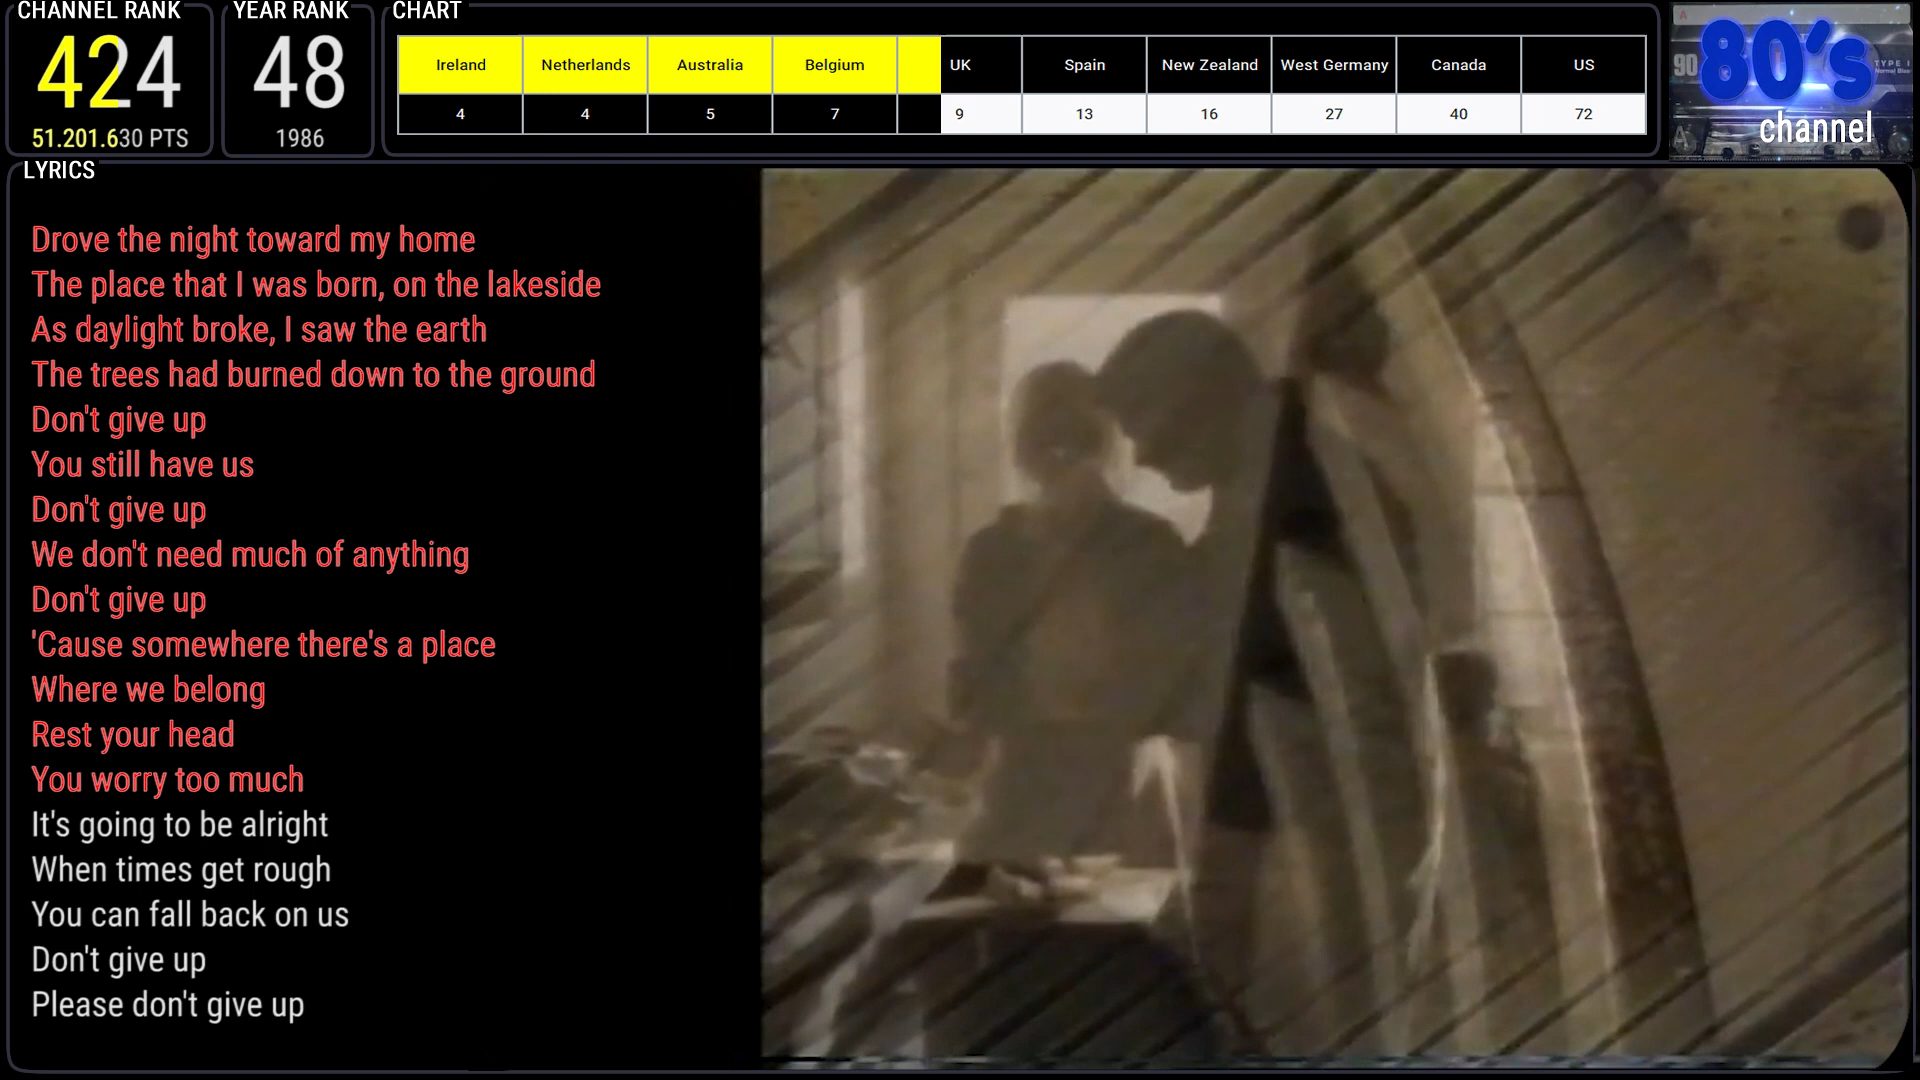 CHANNEL RANK
424
51.201.630 PTS
YEAR RANK
48
1986
CHART
Ireland Netherlands Australia Belgium UK Spain New Zealand West Germany Canada US
4 4 5 7 9 13 16 27 40 72
A
90
80's
TYPE I
channel
A
LYRICS
Drove the night toward my home
The place that I was born, on the lakeside
As daylight broke, I saw the earth
The trees had burned down to the ground
Don't give up
You still have us
Don't give up
We don't need much of anything
Don't give up
'Cause somewhere there's a place
Where we belong
Rest your head
You worry too much
It's going to be alright
When times get rough
You can fall back on us
Don't give up
Please don't give up